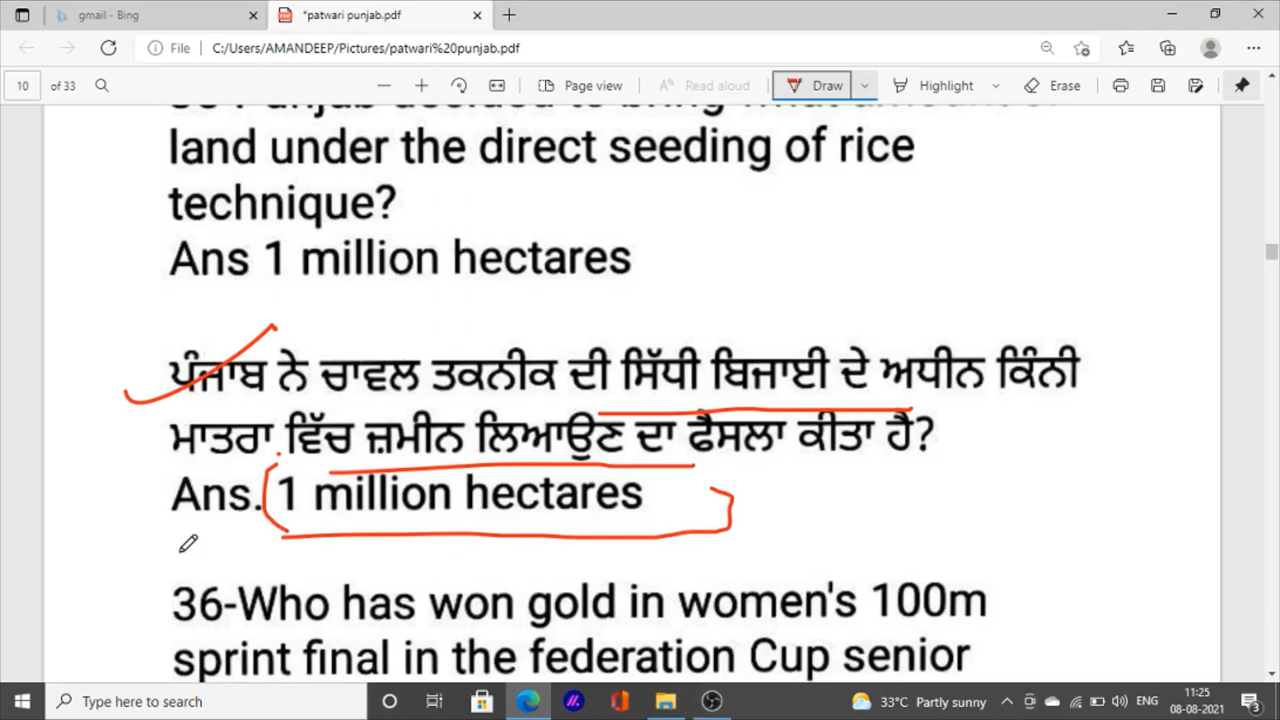 gmail - Bing
*patwari punjab.pdf
File C:/Users/AMANDEEP/Pictures/patwari%20punjab.pdf
10 of 33 Page view Read aloud Draw Highlight Erase
land under the direct seeding of rice
technique?
Ans 1 million hectares
ਪੰਜਾਬ ਨੇ ਚਾਵਲ ਤਕਨੀਕ ਦੀ ਸਿੱਧੀ ਬਿਜਾਈ ਦੇ ਅਧੀਨ ਕਿੰਨੀ
ਮਾਤਰਾ ਵਿੱਚ ਜ਼ਮੀਨ ਲਿਆਉਣ ਦਾ ਫੈਸਲਾ ਕੀਤਾ ਹੈ?
Ans. 1 million hectares
36-Who has won gold in women's 100m
sprint final in the federation Cup senior
Type here to search
33°C Partly sunny
ENG
11:25
08-08-2021
3